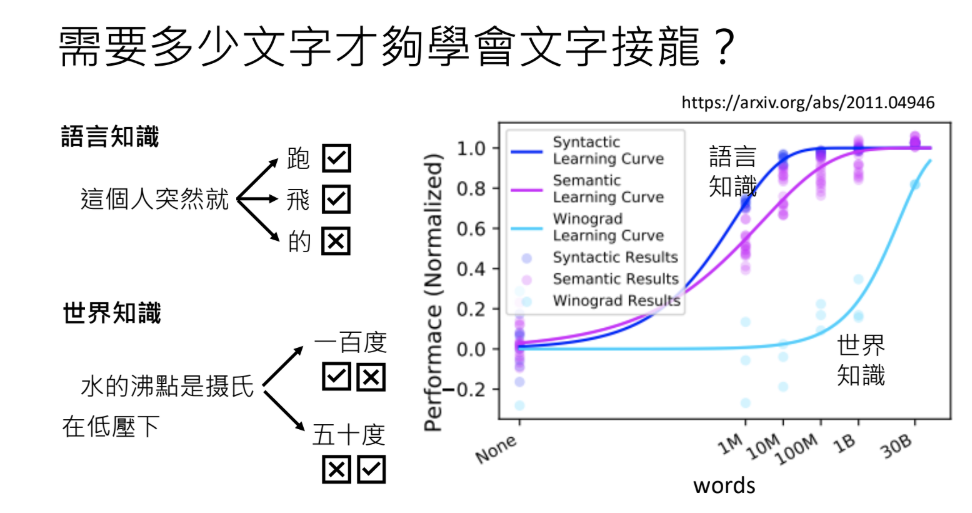 需要多少文字才夠學會文字接龍？
https://arxiv.org/abs/2011.04946
語言知識
這個人突然就
跑
飛
的
世界知識
水的沸點是摄氏
在低壓下
一百度
五十度
Performace (Normalized)
1.0
0.8
0.6
0.4
0.2
0.0
−0.2
Syntactic
Learning Curve
Semantic
Learning Curve
Winograd
Learning Curve
Syntactic Results
Semantic Results
Winograd Results
語言
知識
世界
知識
None
1M
10M
100M
1B
30B
words